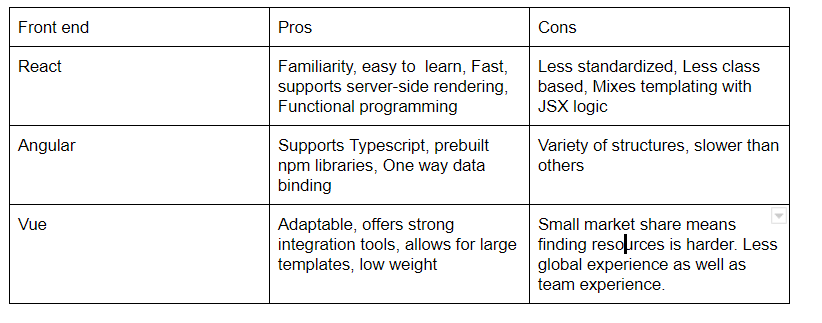 Front end
Pros
Cons
React
Familiarity, easy to  learn, Fast,
supports server-side rendering,
Functional programming
Less standardized, Less class
based, Mixes templating with
JSX logic
Angular
Supports Typescript, prebuilt
npm libraries, One way data
binding
Variety of structures, slower than
others
Vue
Adaptable, offers strong
integration tools, allows for large
templates, low weight
Small market share means
finding resources is harder. Less
global experience as well as
team experience.